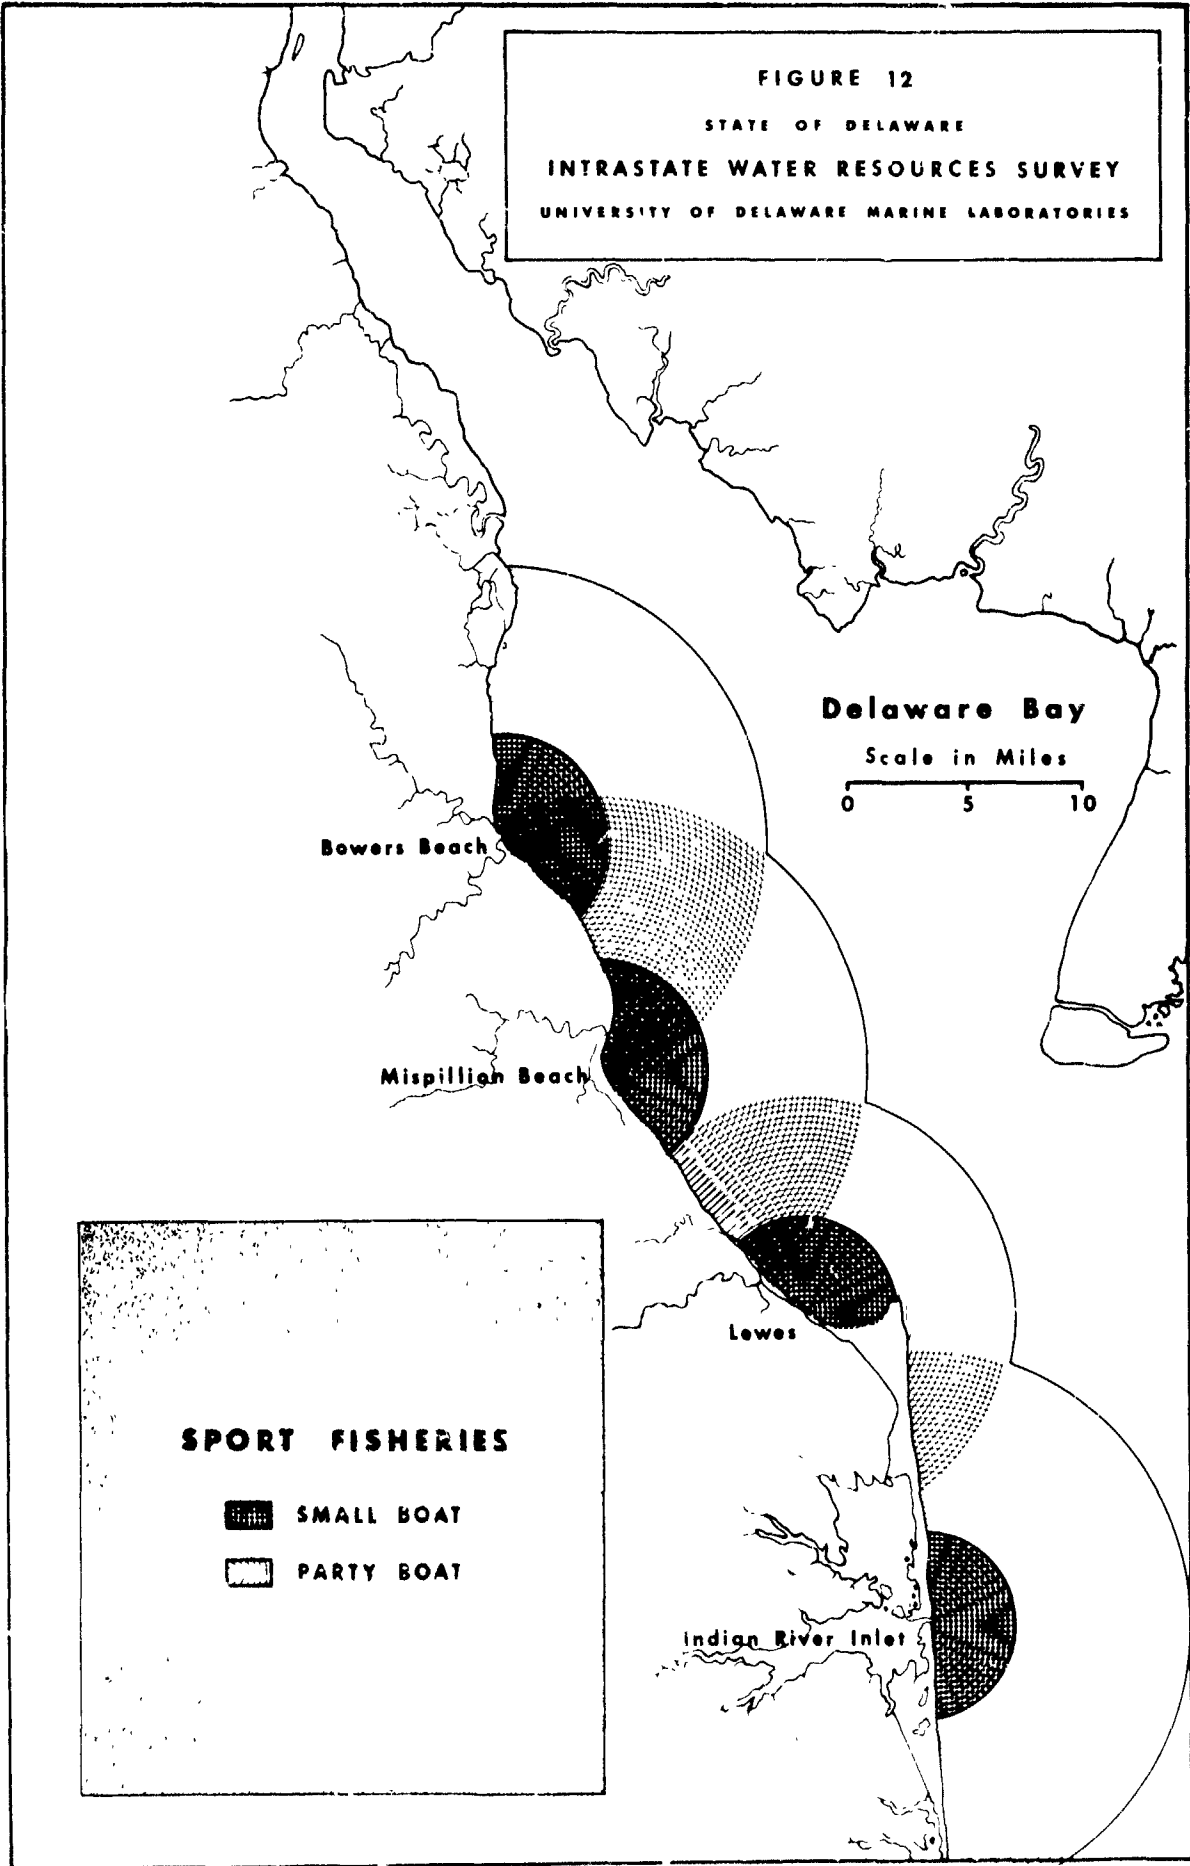 FIGURE 12
STATE OF DELAWARE
INTRASTATE WATER RESOURCES SURVEY
UNIVERSITY OF DELAWARE MARINE LABORATORIES
Delaware Bay
Scale in Miles
0 5 10
Bowers Beach
Mispillion Beach
Lewes
Indian River Inlet
SPORT FISHERIES
SMALL BOAT
PARTY BOAT